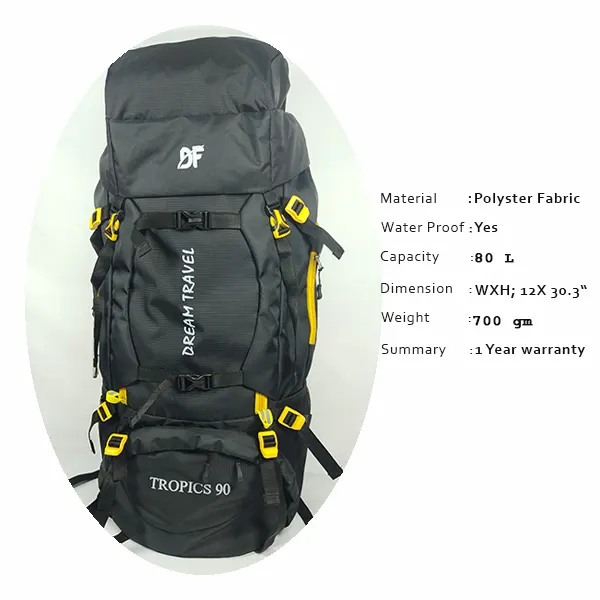 DF
DREAM TRAVEL
TROPICS 90
Material :Polyster Fabric
Water Proof :Yes
Capacity :80 L
Dimension : WXH; 12X 30.3“
Weight :700 gm
Summary :1 Year warranty